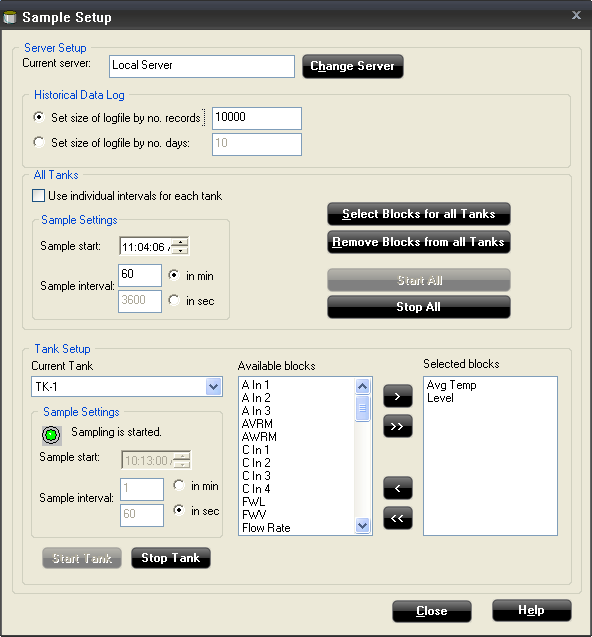 Sample Setup
Server Setup
Current server: Local Server Change Server
Historical Data Log
Set size of logfile by no. records 10000
Set size of logfile by no. days: 10
All Tanks
Use individual intervals for each tank
Sample Settings
Sample start: 11:04:06
Sample interval: 60 in min
3600 in sec
Select Blocks for all Tanks
Remove Blocks from all Tanks
Start All
Stop All
Tank Setup
Current Tank
TK-1
Sample Settings
Sampling is started.
Sample start: 10:13:00
Sample interval: 1 in min
60 in sec
Start Tank Stop Tank
Available blocks
A In 1
A In 2
A In 3
AVRM
AWRM
C In 1
C In 2
C In 3
C In 4
FWL
FWV
Flow Rate
>
>>
<
<<
Selected blocks
Avg Temp
Level
Close Help